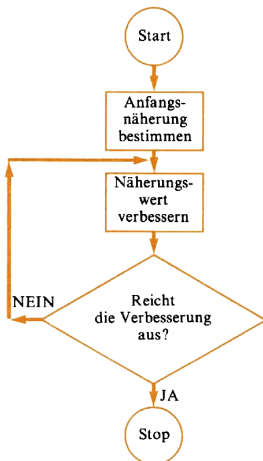 Start
Anfangs-
näherung
bestimmen
Näherungs-
wert
verbessern
Reicht
die Verbesserung
aus?
NEIN
JA
Stop